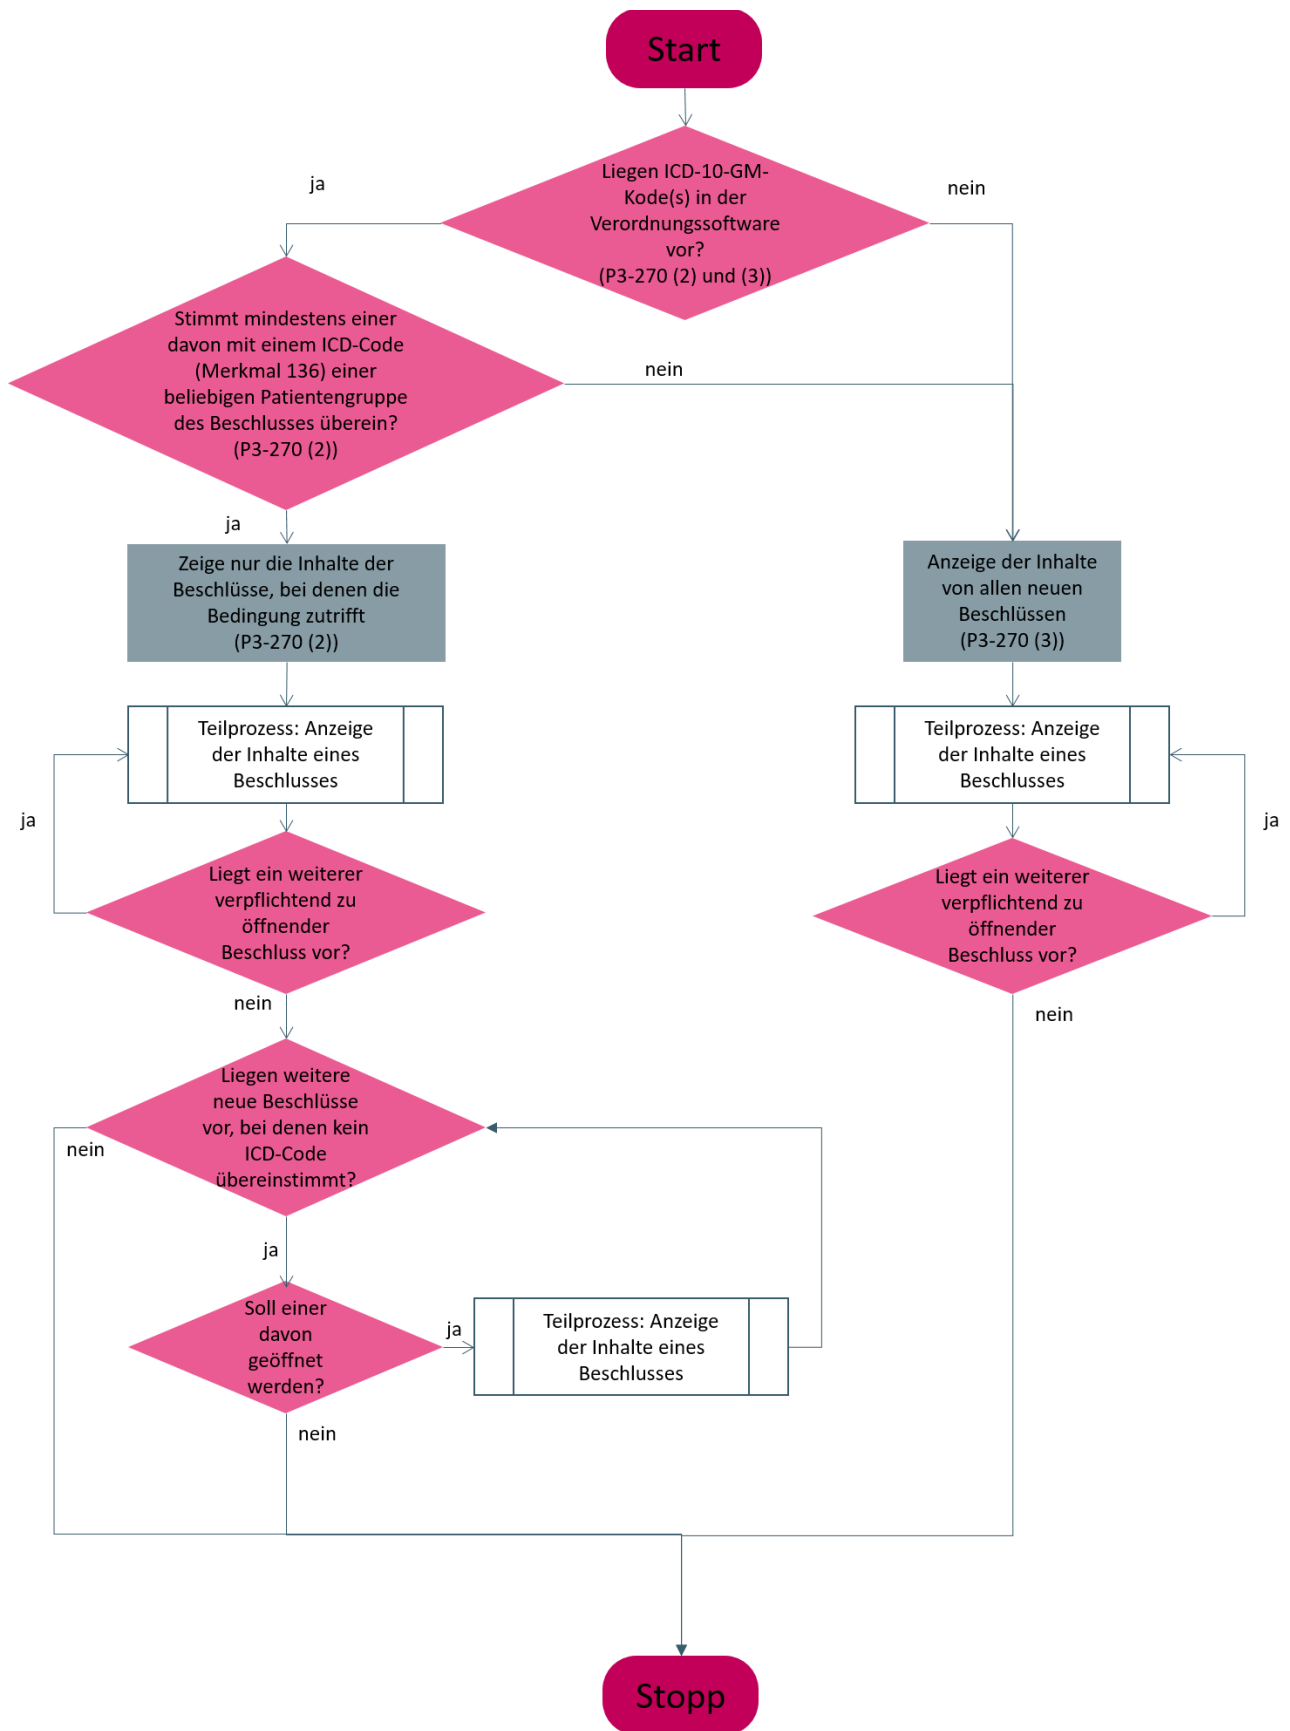 Start
Liegen ICD-10-GM-
Kode(s) in der
Verordnungssoftware
vor?
(P3-270 (2) und (3))
ja
nein
Stimmt mindestens einer
davon mit einem ICD-Code
(Merkmal 136) einer
beliebigen Patientengruppe
des Beschlusses überein?
(P3-270 (2))
nein
ja
Zeige nur die Inhalte der
Beschlüsse, bei denen die
Bedingung zutrifft
(P3-270 (2))
Anzeige der Inhalte
von allen neuen
Beschlüssen
(P3-270 (3))
Teilprozess: Anzeige
der Inhalte eines
Beschlusses
Teilprozess: Anzeige
der Inhalte eines
Beschlusses
ja
ja
Liegt ein weiterer
verpflichtend zu
öffnender
Beschluss vor?
Liegt ein weiterer
verpflichtend zu
öffnender
Beschluss vor?
nein
nein
Liegen weitere
neue Beschlüsse
vor, bei denen kein
ICD-Code
übereinstimmt?
nein
ja
Soll einer
davon
geöffnet
werden?
ja
Teilprozess: Anzeige
der Inhalte eines
Beschlusses
nein
Stopp